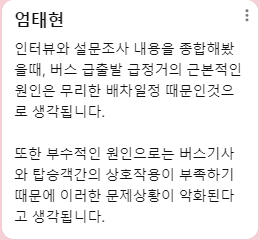 엄태현
인터뷰와 설문조사 내용을 종합해봤
을때, 버스 급출발 급정거의 근본적인
원인은 무리한 배차일정 때문인것으
로 생각됩니다.
또한 부수적인 원인으로는 버스기사
와 탑승객간의 상호작용이 부족하기
때문에 이러한 문제상황이 악화된다
고 생각됩니다.